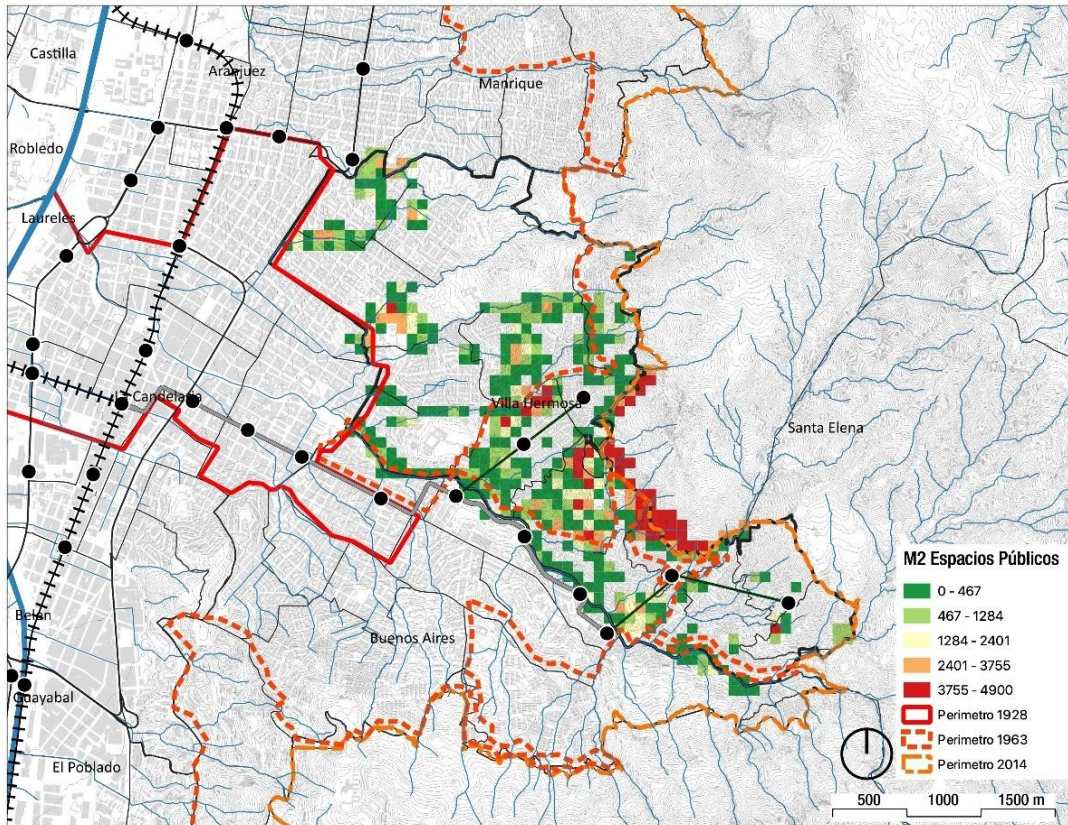 Castilla
Aranjuez
Manrique
Robledo
Laureles
La Candelaria
Villa Hermosa
Santa Elena
Belén
Buenos Aires
Guayabal
El Poblado
M2 Espacios Públicos
0 - 467
467 - 1284
1284 - 2401
2401 - 3755
3755 - 4900
Perimetro 1928
Perimetro 1963
Perimetro 2014
500 1000 1500 m